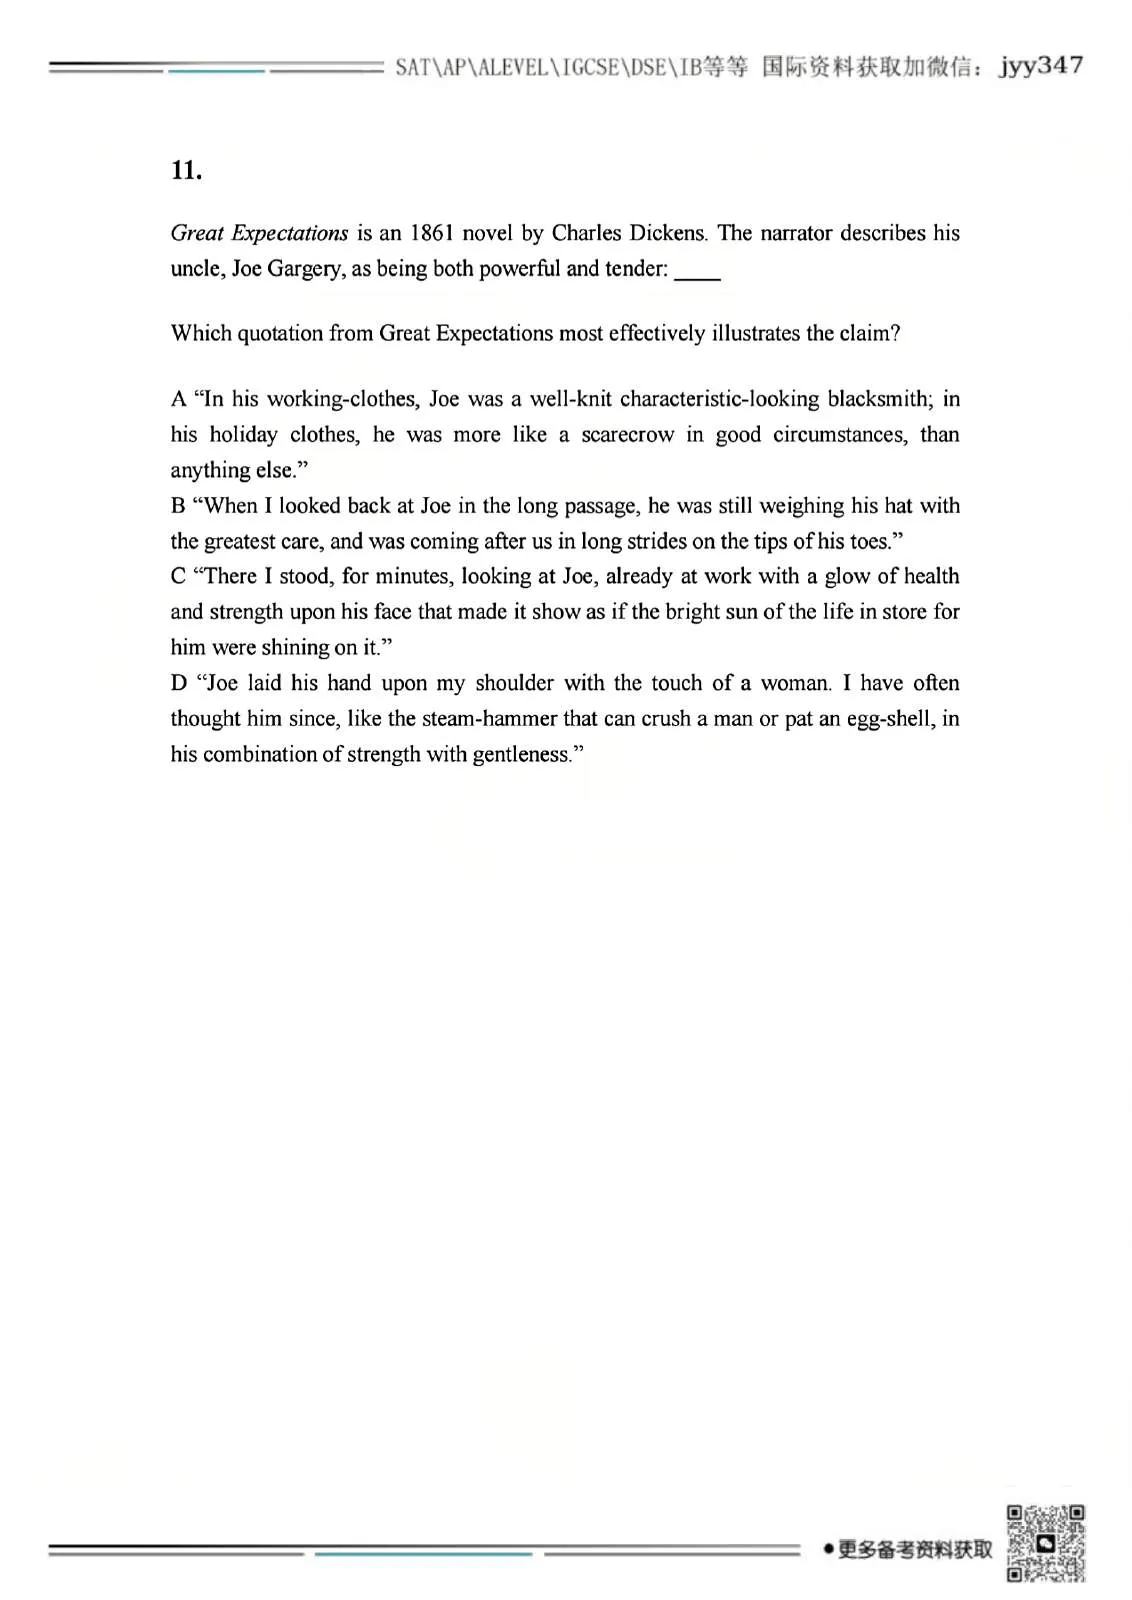 SAT\AP\ALEVEL\IGCSE\DSE\IB等等 国际资料获取加微信：jyy347
11.
Great Expectations is an 1861 novel by Charles Dickens. The narrator describes his
uncle, Joe Gargery, as being both powerful and tender: ____
Which quotation from Great Expectations most effectively illustrates the claim?
A “In his working-clothes, Joe was a well-knit characteristic-looking blacksmith; in
his holiday clothes, he was more like a scarecrow in good circumstances, than
anything else.”
B “When I looked back at Joe in the long passage, he was still weighing his hat with
the greatest care, and was coming after us in long strides on the tips of his toes.”
C “There I stood, for minutes, looking at Joe, already at work with a glow of health
and strength upon his face that made it show as if the bright sun of the life in store for
him were shining on it.”
D “Joe laid his hand upon my shoulder with the touch of a woman. I have often
thought him since, like the steam-hammer that can crush a man or pat an egg-shell, in
his combination of strength with gentleness.”
●更多备考资料获取